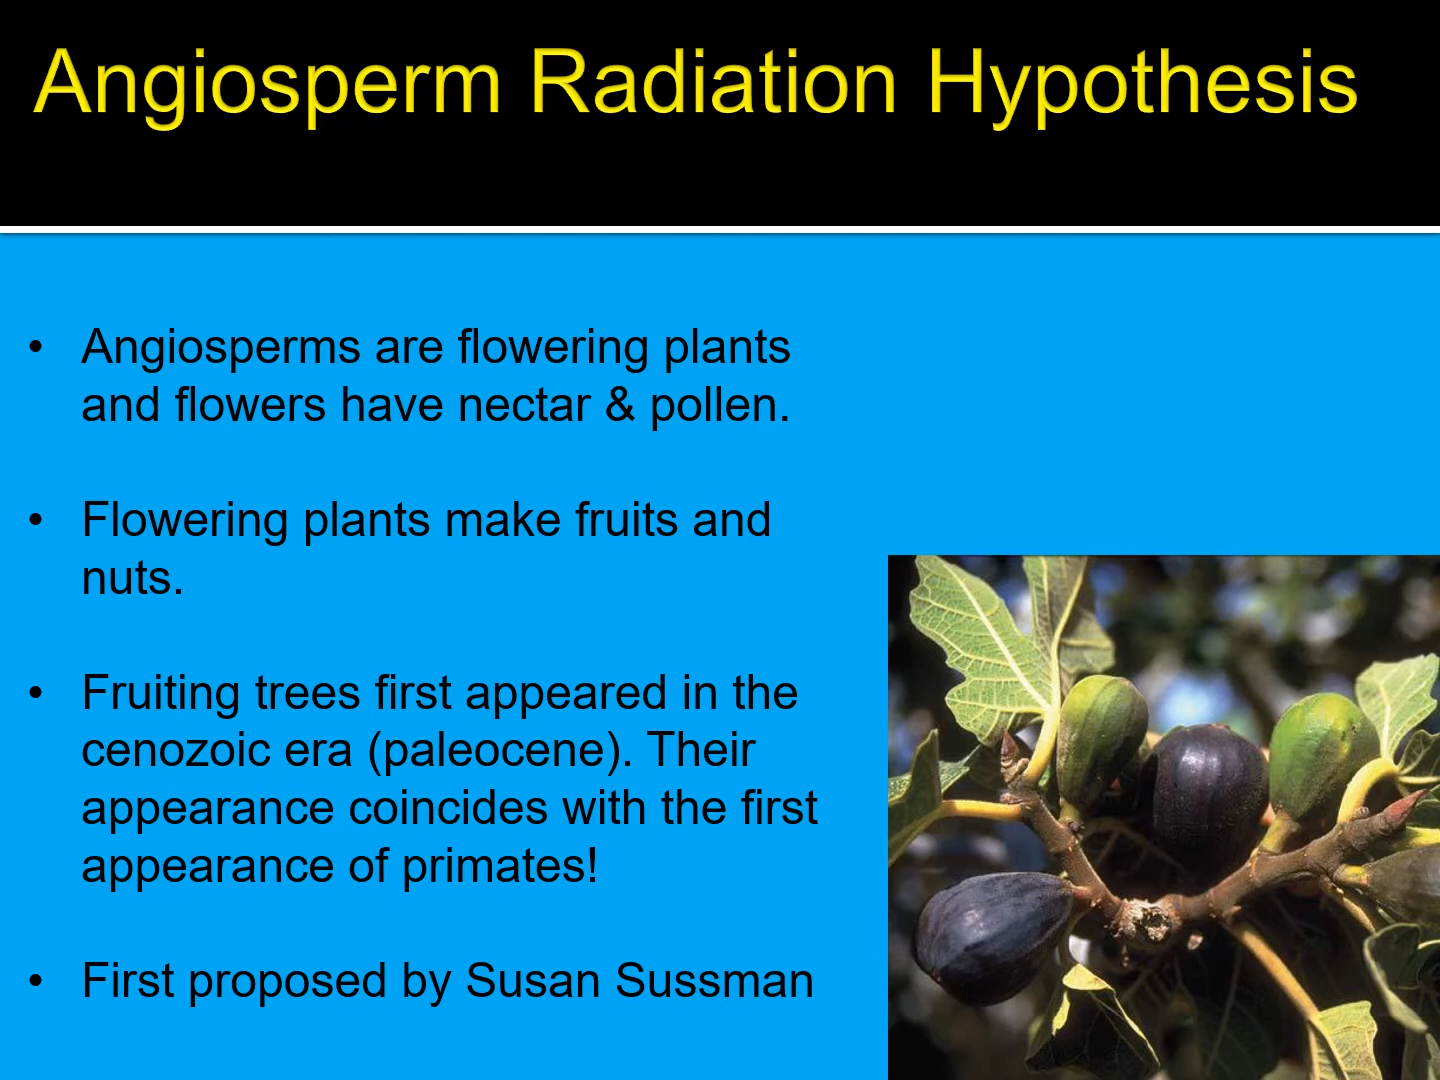 Angiosperm Radiation Hypothesis
• Angiosperms are flowering plants
and flowers have nectar & pollen.
• Flowering plants make fruits and
nuts.
• Fruiting trees first appeared in the
cenozoic era (paleocene). Their
appearance coincides with the first
appearance of primates!
• First proposed by Susan Sussman